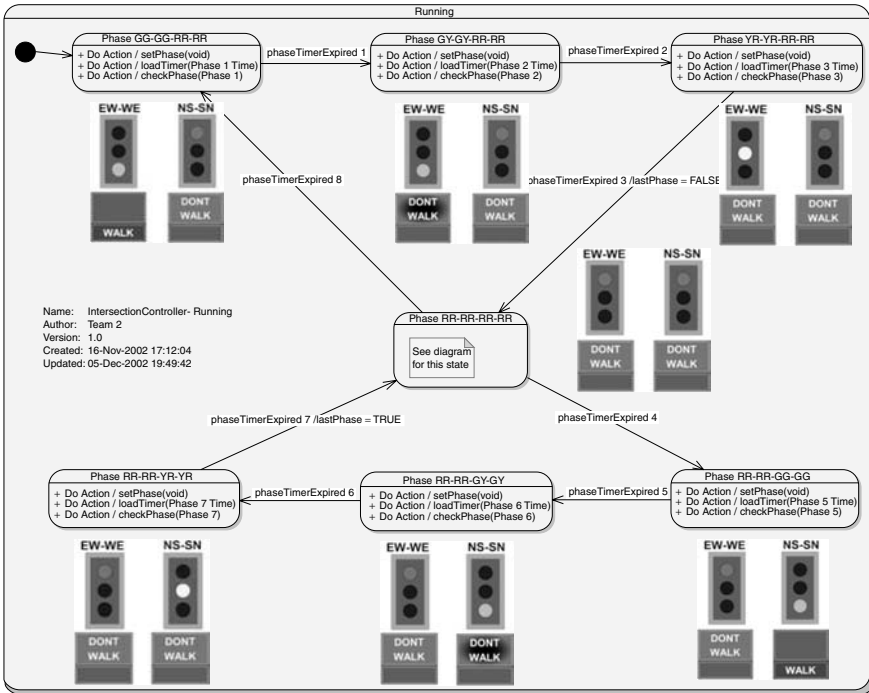 Running
Phase GG-GG-RR-RR
+ Do Action / setPhase(void)
+ Do Action / loadTimer(Phase 1 Time)
+ Do Action / checkPhase(Phase 1)
phaseTimerExpired 1
Phase GY-GY-RR-RR
+ Do Action / setPhase(void)
+ Do Action / loadTimer(Phase 2 Time)
+ Do Action / checkPhase(Phase 2)
phaseTimerExpired 2
Phase YR-YR-RR-RR
+ Do Action / setPhase(void)
+ Do Action / loadTimer(Phase 3 Time)
+ Do Action / checkPhase(Phase 3)
EW-WE NS-SN
WALK
DONT
WALK
EW-WE NS-SN
DONT
WALK
DONT
WALK
EW-WE NS-SN
DONT
WALK
DONT
WALK
phaseTimerExpired 8
phaseTimerExpired 3 /lastPhase = FALSE
EW-WE NS-SN
DONT
WALK
DONT
WALK
Name: IntersectionController- Running
Author: Team 2
Version: 1.0
Created: 16-Nov-2002 17:12:04
Updated: 05-Dec-2002 19:49:42
Phase RR-RR-RR-RR
See diagram
for this state
phaseTimerExpired 7 /lastPhase = TRUE
phaseTimerExpired 4
Phase RR-RR-YR-YR
+ Do Action / setPhase(void)
+ Do Action / loadTimer(Phase 7 Time)
+ Do Action / checkPhase(Phase 7)
phaseTimerExpired 6
Phase RR-RR-GY-GY
+ Do Action / setPhase(void)
+ Do Action / loadTimer(Phase 6 Time)
+ Do Action / checkPhase(Phase 6)
phaseTimerExpired 5
Phase RR-RR-GG-GG
+ Do Action / setPhase(void)
+ Do Action / loadTimer(Phase 5 Time)
+ Do Action / checkPhase(Phase 5)
EW-WE NS-SN
DONT
WALK
DONT
WALK
EW-WE NS-SN
DONT
WALK
DONT
WALK
EW-WE NS-SN
DONT
WALK
WALK